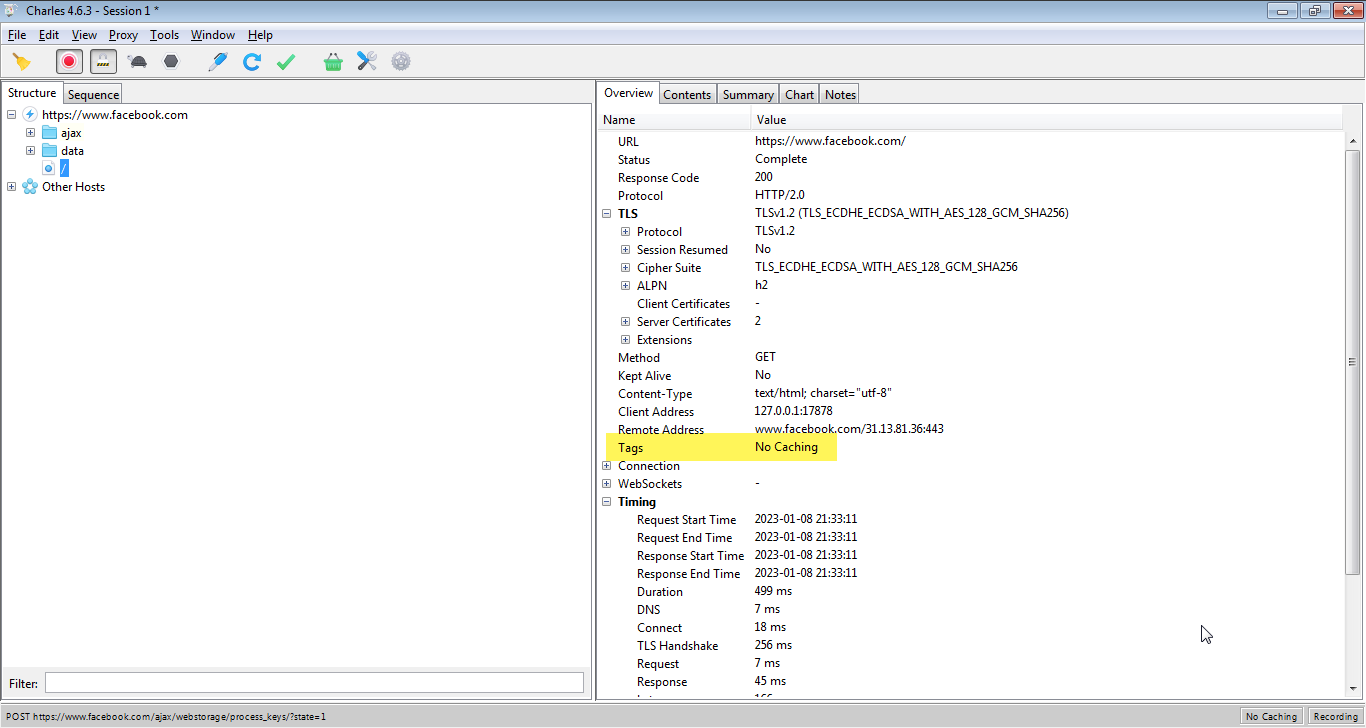 Charles 4.6.3 - Session 1 *
File Edit View Proxy Tools Window Help
Structure Sequence
https://www.facebook.com
ajax
data
/
Other Hosts
Filter:
Overview Contents Summary Chart Notes
Name Value
URL https://www.facebook.com/
Status Complete
Response Code 200
Protocol HTTP/2.0
TLS TLSv1.2 (TLS_ECDHE_ECDSA_WITH_AES_128_GCM_SHA256)
Protocol TLSv1.2
Session Resumed No
Cipher Suite TLS_ECDHE_ECDSA_WITH_AES_128_GCM_SHA256
ALPN h2
Client Certificates -
Server Certificates 2
Extensions
Method GET
Kept Alive No
Content-Type text/html; charset="utf-8"
Client Address 127.0.0.1:17878
Remote Address www.facebook.com/31.13.81.36:443
Tags No Caching
Connection
WebSockets -
Timing
Request Start Time 2023-01-08 21:33:11
Request End Time 2023-01-08 21:33:11
Response Start Time 2023-01-08 21:33:11
Response End Time 2023-01-08 21:33:11
Duration 499 ms
DNS 7 ms
Connect 18 ms
TLS Handshake 256 ms
Request 7 ms
Response 45 ms
POST https://www.facebook.com/ajax/webstorage/process_keys/?state=1
No Caching Recording